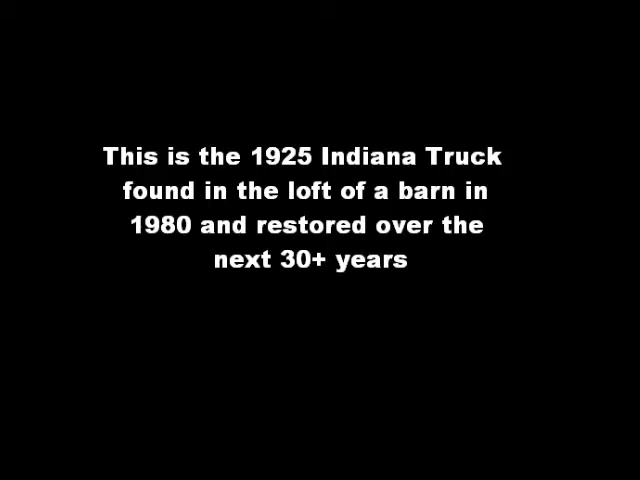 This is the 1925 Indiana Truck
found in the loft of a barn in
1980 and restored over the
next 30+ years